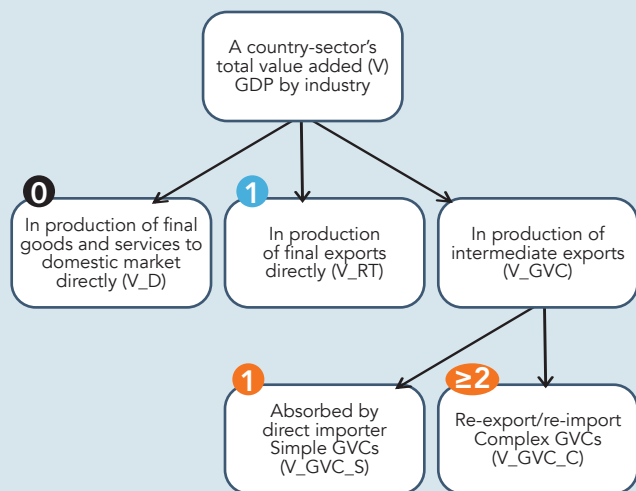 A country-sector's
total value added (V)
GDP by industry
0
In production of final
goods and services to
domestic market
directly (V_D)
1
In production
of final exports
directly (V_RT)
In production of
intermediate exports
(V_GVC)
1
Absorbed by
direct importer
Simple GVCs
(V_GVC_S)
≥2
Re-export/re-import
Complex GVCs
(V_GVC_C)